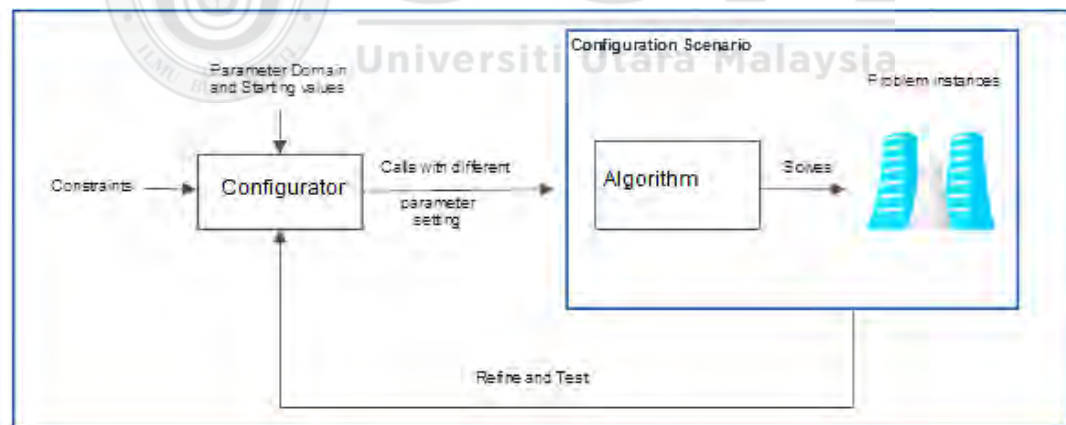 Universiti Utara Malaysia
Configuration Scenario
Parameter Domain
and Starting values
Problem instances
Constraints
Configurator
Calls with different
parameter
setting
Algorithm
Solves
Refine and Test